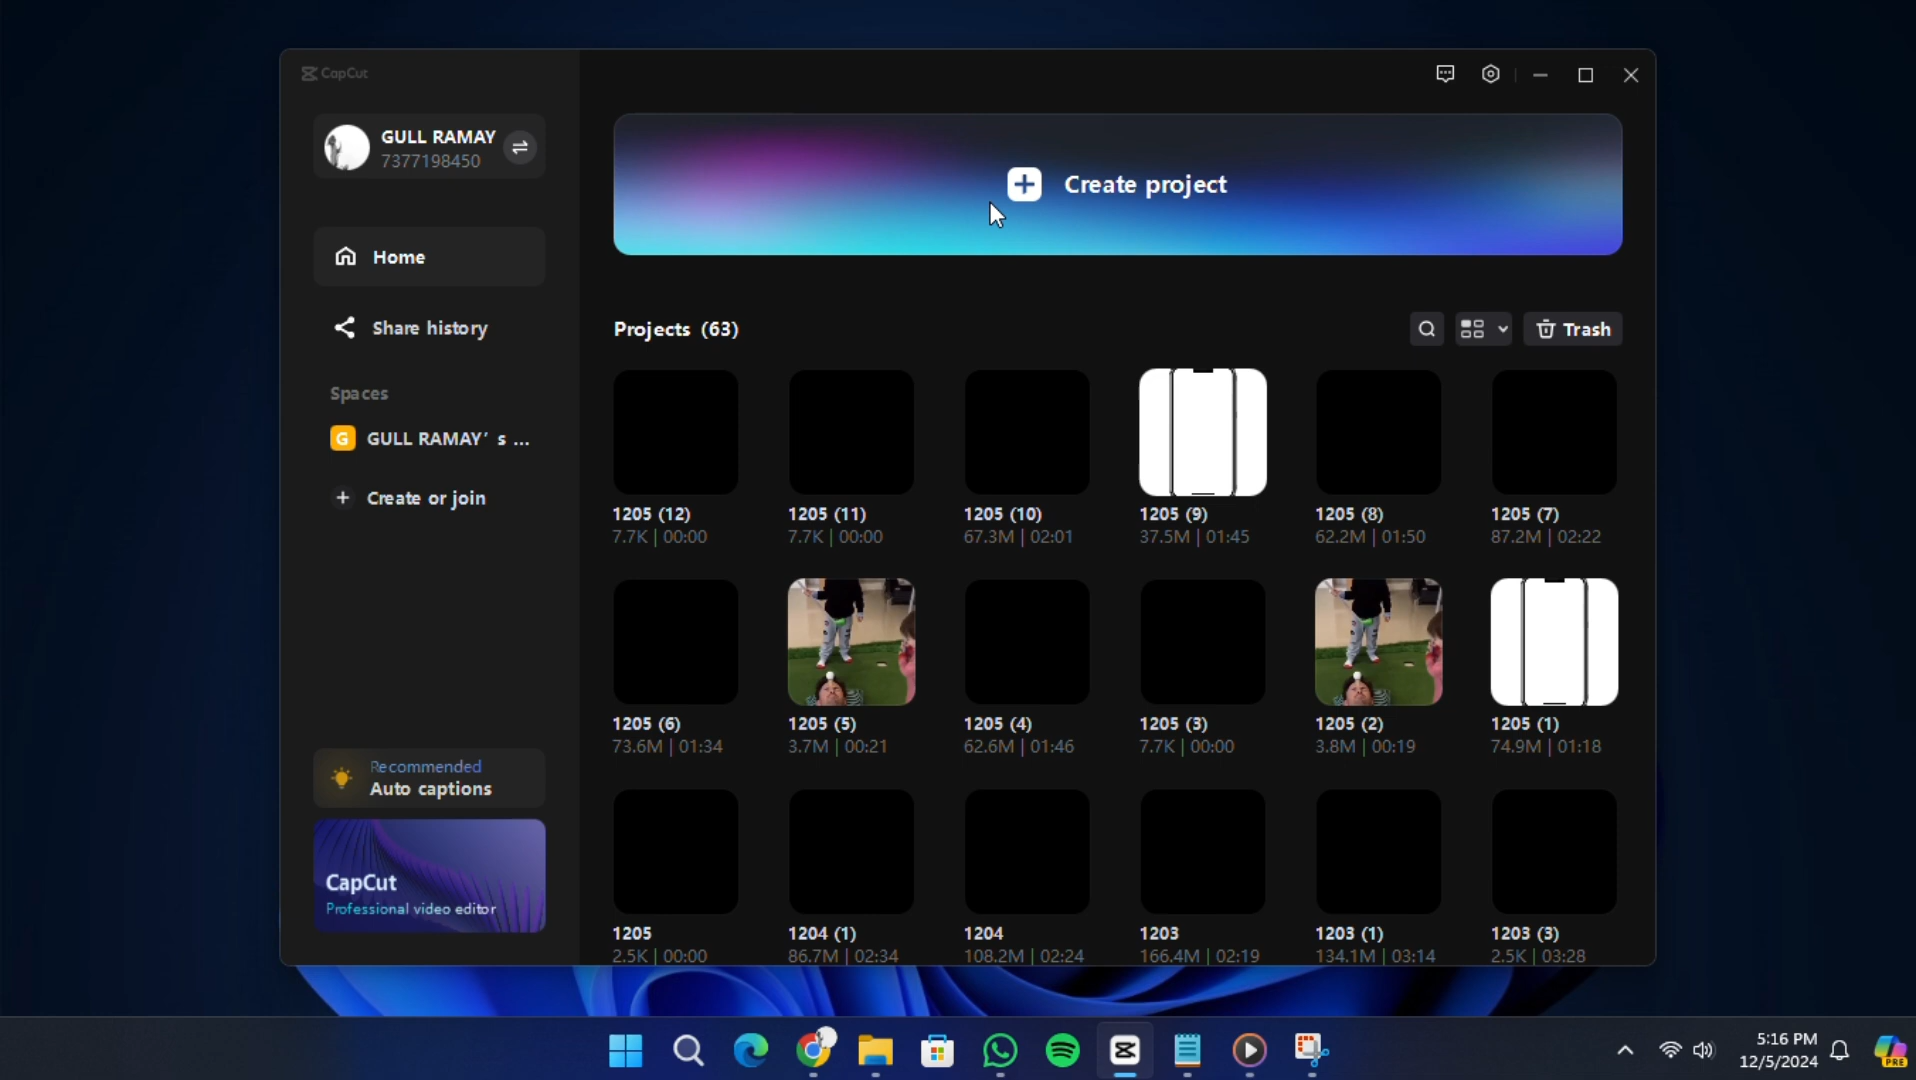 CapCut
GULL RAMAY
7377198450
Create project
Home
Share history
Projects (63)
Trash
Spaces
G
GULL RAMAY' s ...
Create or join
1205 (12)
7.7K | 00:00
1205 (11)
7.7K | 00:00
1205 (10)
67.3M | 02:01
1205 (9)
37.5M | 01:45
1205 (8)
62.2M | 01:50
1205 (7)
87.2M | 02:22
1205 (6)
73.6M | 01:34
1205 (5)
3.7M | 00:21
1205 (4)
62.6M | 01:46
1205 (3)
7.7K | 00:00
1205 (2)
3.8M | 00:19
1205 (1)
74.9M | 01:18
Recommended
Auto captions
CapCut
Professional video editor
1205
2.5K | 00:00
1204 (1)
86.7M | 02:34
1204
108.2M | 02:24
1203
166.4M | 02:19
1203 (1)
134.1M | 03:14
1203 (3)
2.5K | 03:28
5:16 PM
12/5/2024
PRE